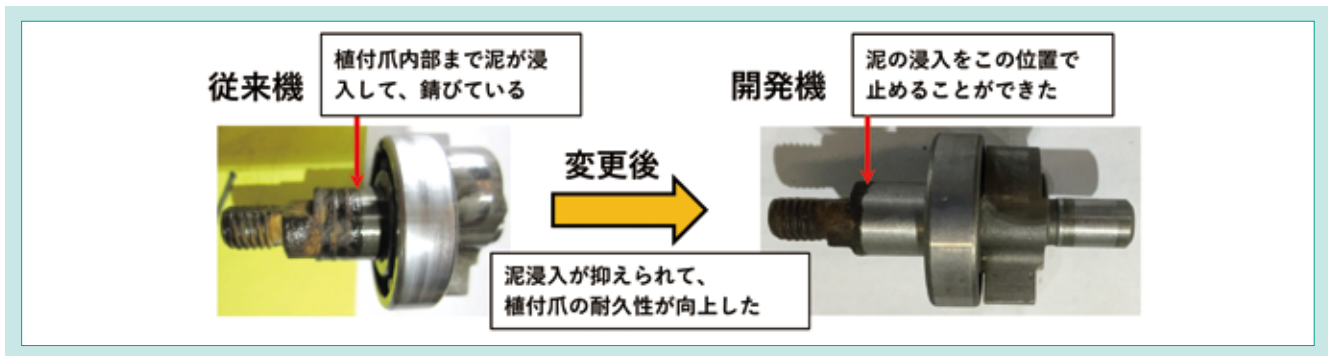 従来機
植付爪内部まで泥が浸
入して、錆びている
変更後
泥浸入が抑えられて、
植付爪の耐久性が向上した
開発機
泥の浸入をこの位置で
止めることができた